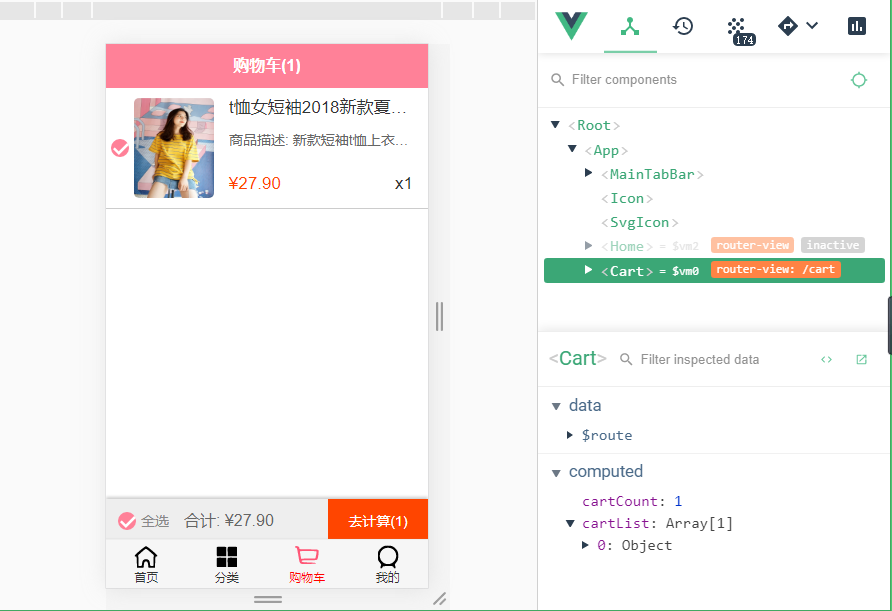 购物车(1)
t恤女短袖2018新款夏…
商品描述: 新款短袖t恤上衣…
¥27.90
x1
全选
合计: ¥27.90
去计算(1)
首页
分类
购物车
我的
174
Filter components
<Root>
<App>
<MainTabBar>
<Icon>
<SvgIcon>
<Home> = $vm2 router-view inactive
<Cart> = $vm0 router-view: /cart
<Cart>
Filter inspected data
data
$route
computed
cartCount: 1
cartList: Array[1]
0: Object